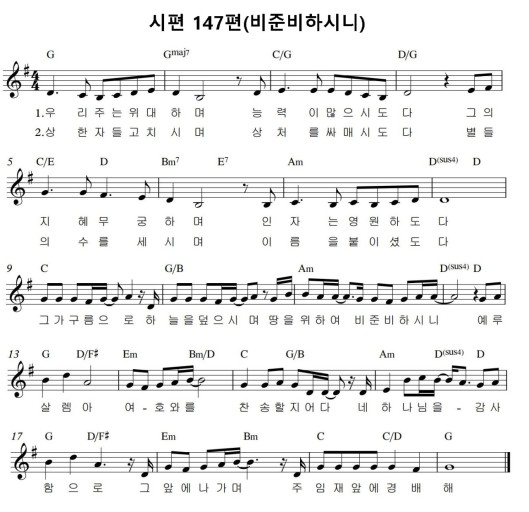 시편 147편(비준비하시니)
G Gmaj7 C/G D/G
1.우 리 주 는 위 대 하 며 능 력 이 많 으 시 도 다 그 의
2.상 한 자 들 고 치 시 며 상 처 를 싸 매 시 도 다 별 들
5 C/E D Bm7 E7 Am D(sus4) D
지 혜 무 궁 하 며 인 자 는 영 원 하 도 다
의 수 를 세 시 며 이 름 을 붙 이 셨 도 다
9 C G/B Am D(sus4) D
그 가 구 름 으 로 하 늘 을 덮 으 시 며 땅 을 위 하 여 비 준 비 하 시 니 예 루
13 G D/F# Em Bm/D C G/B Am D(sus4) D
살 렘 아 여 - 호 와 를 찬 송 할 지 어 다 네 하 나 님 을 - 감 사
17 G D/F# Em Bm C C/D G
함 으 로 그 앞 에 나 가 며 주 임 재 앞 에 경 배 해